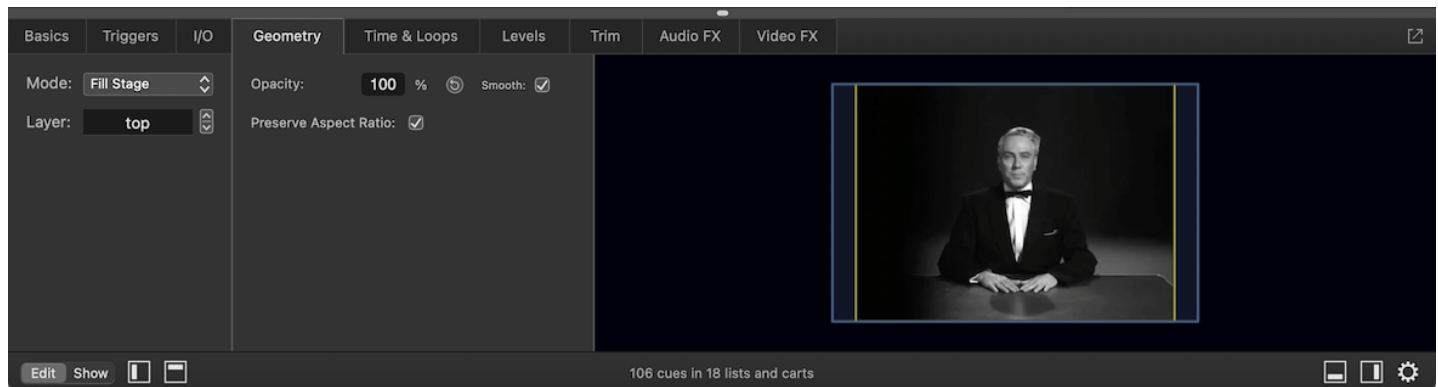 Basics Triggers I/O Geometry Time & Loops Levels Trim Audio FX Video FX
Mode: Fill Stage Opacity: 100 % Smooth:
Layer: top Preserve Aspect Ratio:
Edit Show 106 cues in 18 lists and carts